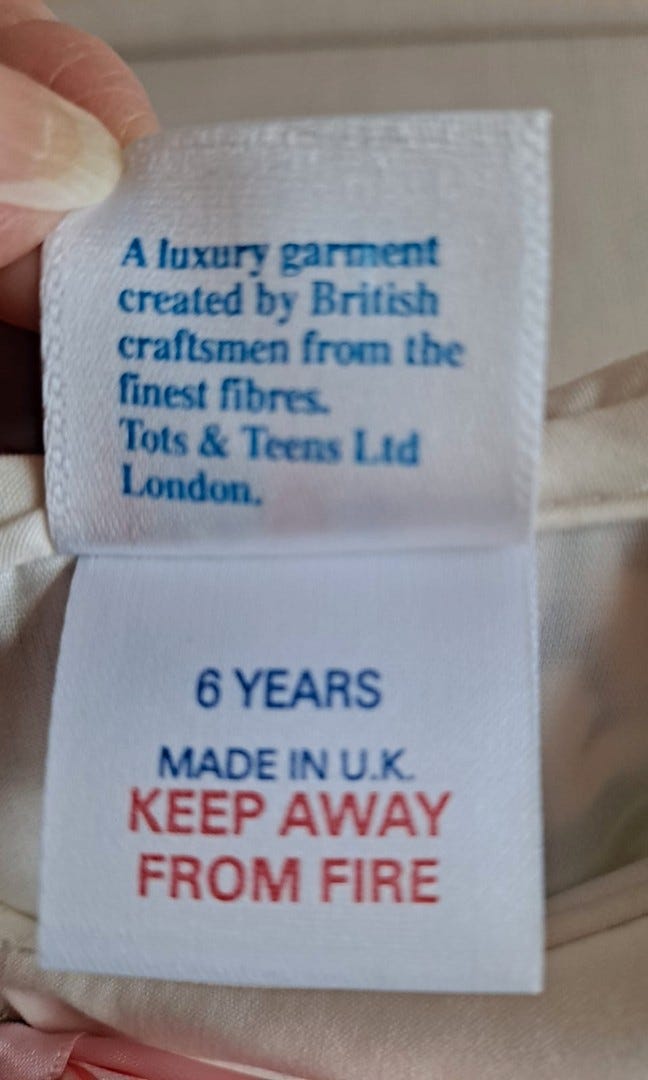 A luxury garment
created by British
craftsmen from the
finest fibres.
Tots & Teens Ltd
London.
6 YEARS
MADE IN U.K.
KEEP AWAY
FROM FIRE